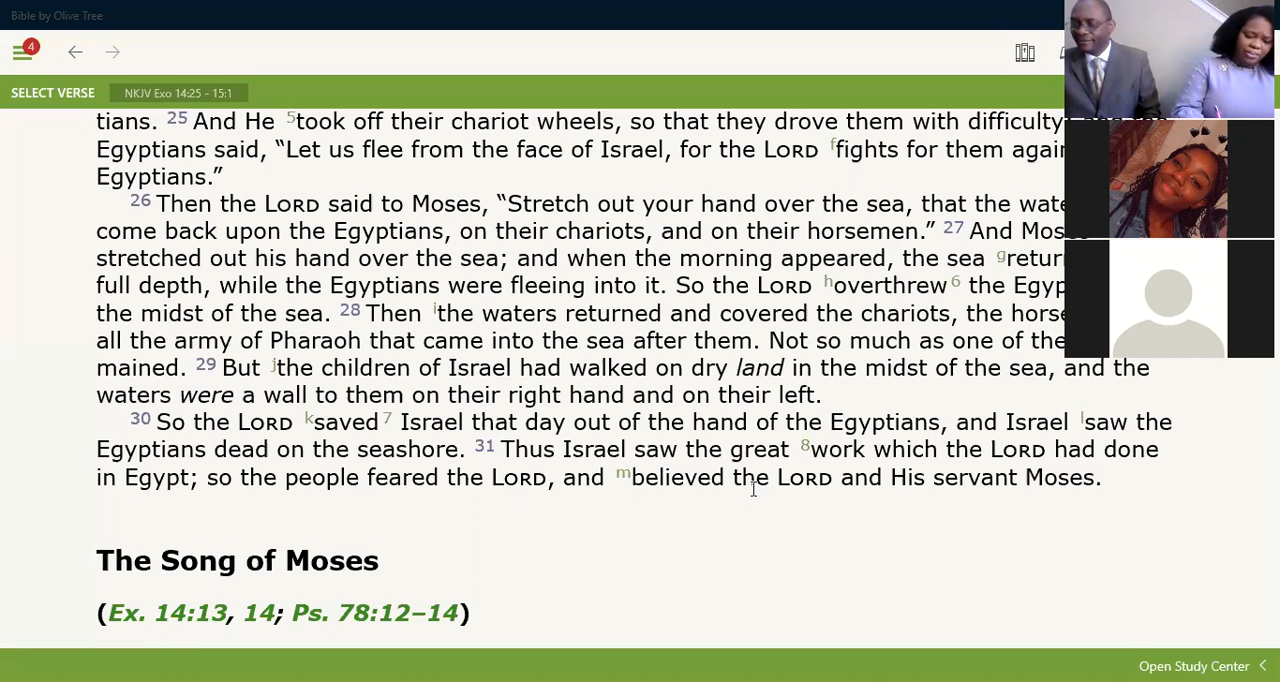 Bible by Olive Tree
4
SELECT VERSE NKJV Exo 14:25 - 15:1
tians. 25 And He 5took off their chariot wheels, so that they drove them with difficulty;
Egyptians said, “Let us flee from the face of Israel, for the LORD ffights for them again
Egyptians.”
26 Then the LORD said to Moses, “Stretch out your hand over the sea, that the wate
come back upon the Egyptians, on their chariots, and on their horsemen.” 27 And Moses
stretched out his hand over the sea; and when the morning appeared, the sea greturn
full depth, while the Egyptians were fleeing into it. So the LORD hoverthrew6 the Egyp
the midst of the sea. 28 Then ithe waters returned and covered the chariots, the horse
all the army of Pharaoh that came into the sea after them. Not so much as one of the
mained. 29 But jthe children of Israel had walked on dry land in the midst of the sea, and the
waters were a wall to them on their right hand and on their left.
30 So the LORD ksaved7 Israel that day out of the hand of the Egyptians, and Israel lsaw the
Egyptians dead on the seashore. 31 Thus Israel saw the great 8work which the LORD had done
in Egypt; so the people feared the LORD, and mbelieved the LORD and His servant Moses.
The Song of Moses
(Ex. 14:13, 14; Ps. 78:12–14)
Open Study Center